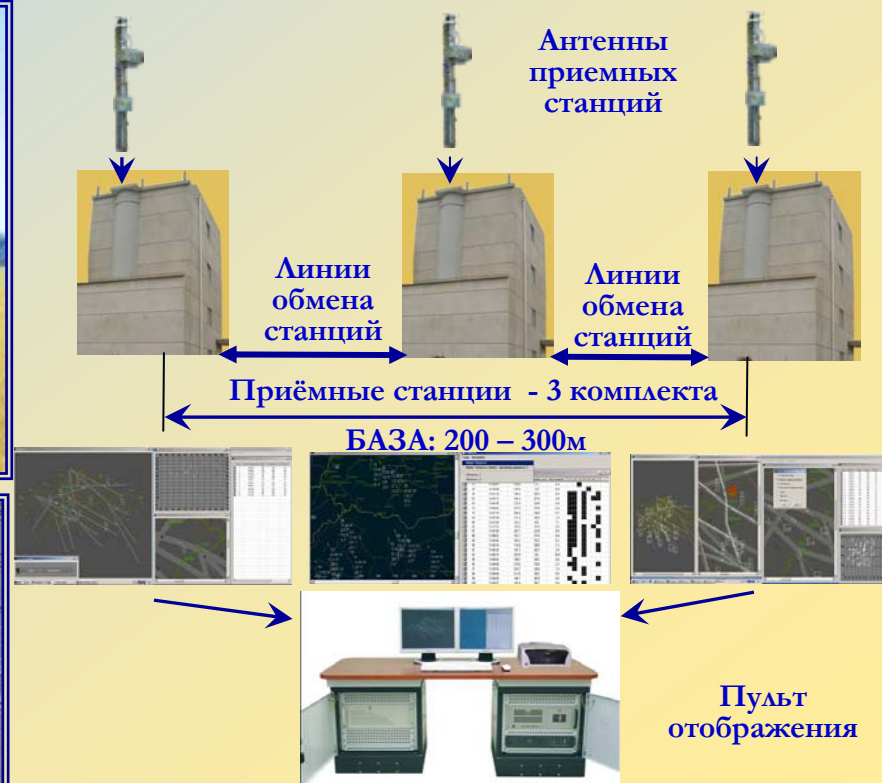 Антенны
приемных
станций
Линии
обмена
станций
Линии
обмена
станций
Приёмные станции - 3 комплекта
БАЗА: 200 – 300м
Пульт
отображения